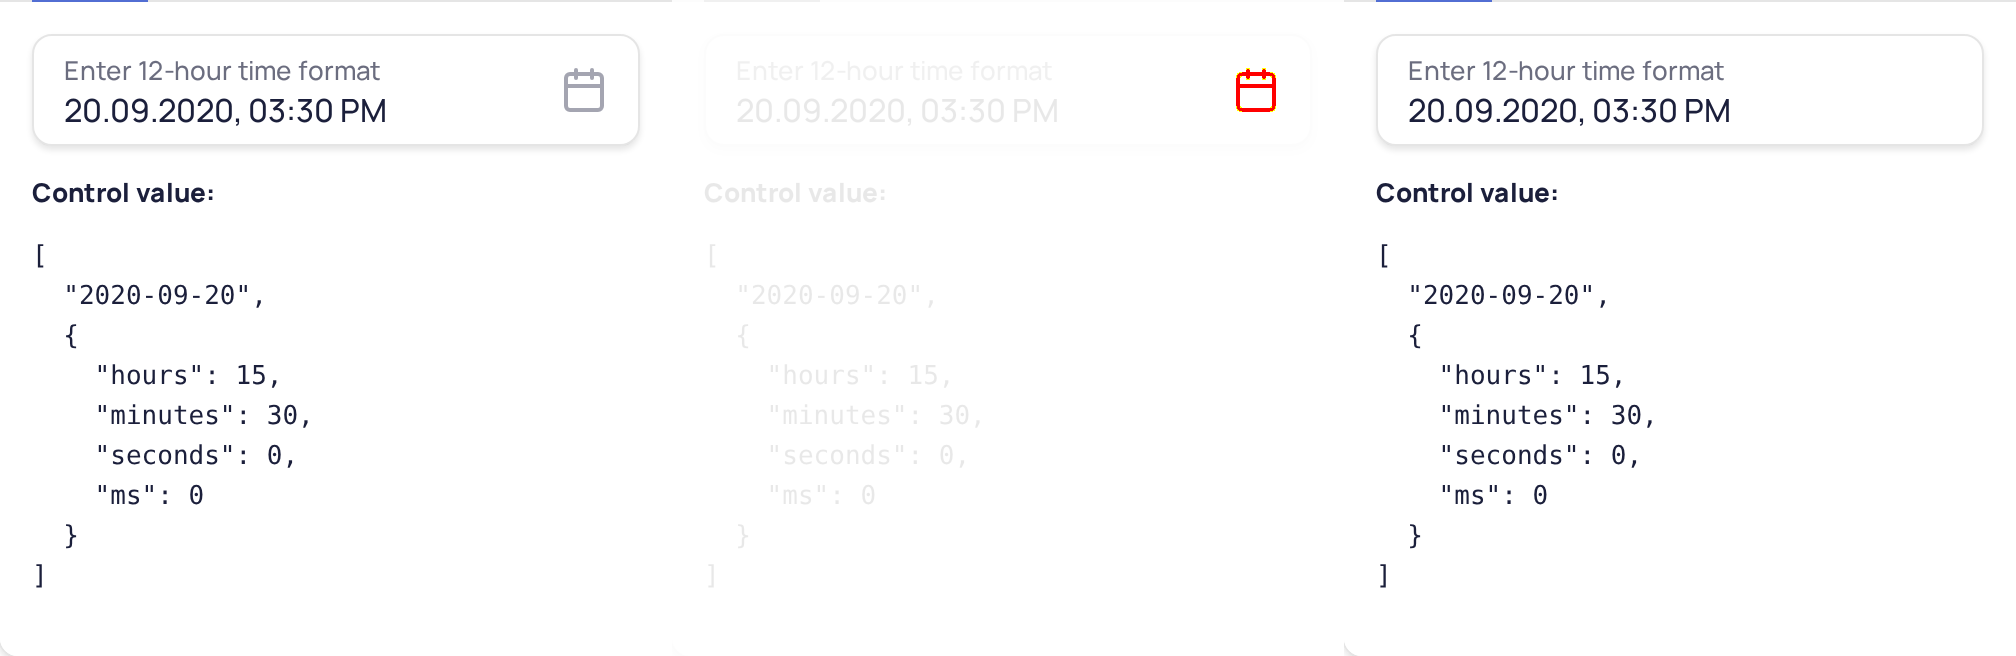 Enter 12-hour time format
20.09.2020, 03:30 PM
Control value:
[
"2020-09-20",
{
"hours": 15,
"minutes": 30,
"seconds": 0,
"ms": 0
}
]
Enter 12-hour time format
20.09.2020, 03:30 PM
Control value:
[
"2020-09-20",
{
"hours": 15,
"minutes": 30,
"seconds": 0,
"ms": 0
}
]
Enter 12-hour time format
20.09.2020, 03:30 PM
Control value:
[
"2020-09-20",
{
"hours": 15,
"minutes": 30,
"seconds": 0,
"ms": 0
}
]